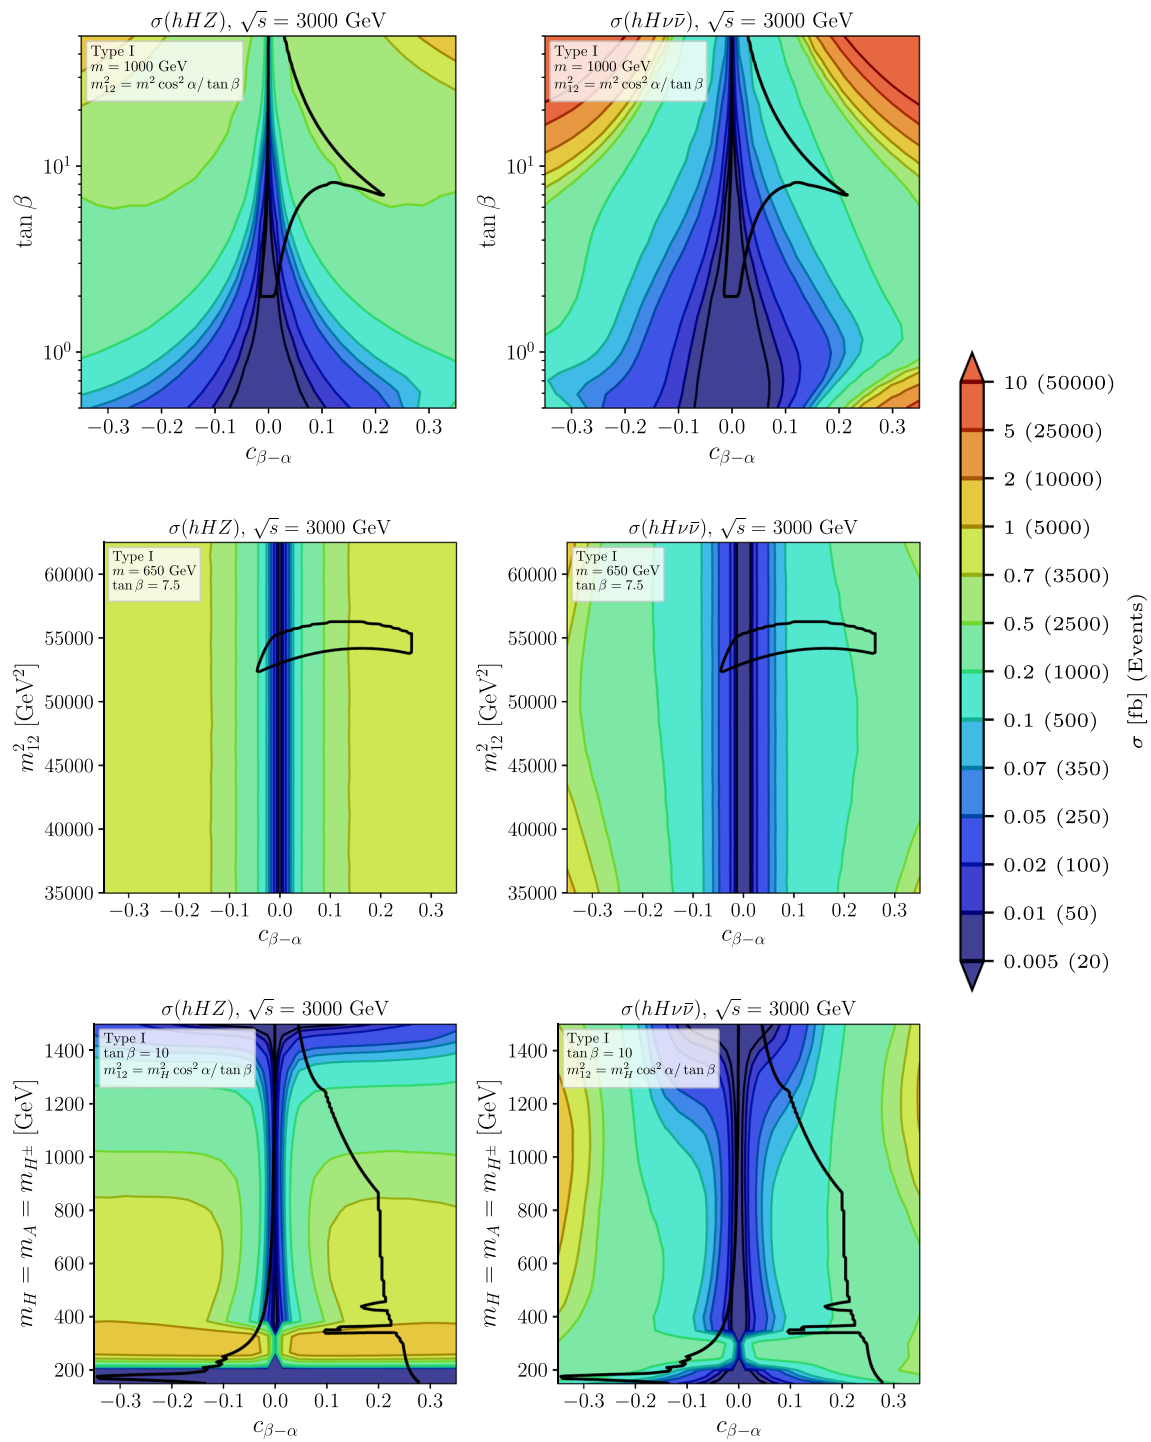 σ(hHZ), √s = 3000 GeV
Type I
m = 1000 GeV
m²₁₂ = m² cos² α/ tan β
tan β
10¹
10⁰
−0.3 −0.2 −0.1 0.0 0.1 0.2 0.3
c_{β−α}
σ(hHνν̄), √s = 3000 GeV
Type I
m = 1000 GeV
m²₁₂ = m² cos² α/ tan β
tan β
10¹
10⁰
−0.3 −0.2 −0.1 0.0 0.1 0.2 0.3
c_{β−α}
σ(hHZ), √s = 3000 GeV
Type I
m = 650 GeV
tan β = 7.5
m²₁₂ [GeV²]
60000
55000
50000
45000
40000
35000
−0.3 −0.2 −0.1 0.0 0.1 0.2 0.3
c_{β−α}
σ(hHνν̄), √s = 3000 GeV
Type I
m = 650 GeV
tan β = 7.5
m²₁₂ [GeV²]
60000
55000
50000
45000
40000
35000
−0.3 −0.2 −0.1 0.0 0.1 0.2 0.3
c_{β−α}
σ(hHZ), √s = 3000 GeV
Type I
tan β = 10
m²₁₂ = m²_H cos² α/ tan β
m_H = m_A = m_{H±} [GeV]
1400
1200
1000
800
600
400
200
−0.3 −0.2 −0.1 0.0 0.1 0.2 0.3
c_{β−α}
σ(hHνν̄), √s = 3000 GeV
Type I
tan β = 10
m²₁₂ = m²_H cos² α/ tan β
m_H = m_A = m_{H±} [GeV]
1400
1200
1000
800
600
400
200
−0.3 −0.2 −0.1 0.0 0.1 0.2 0.3
c_{β−α}
10 (50000)
5 (25000)
2 (10000)
1 (5000)
0.7 (3500)
0.5 (2500)
0.2 (1000)
0.1 (500)
0.07 (350)
0.05 (250)
0.02 (100)
0.01 (50)
0.005 (20)
σ [fb] (Events)